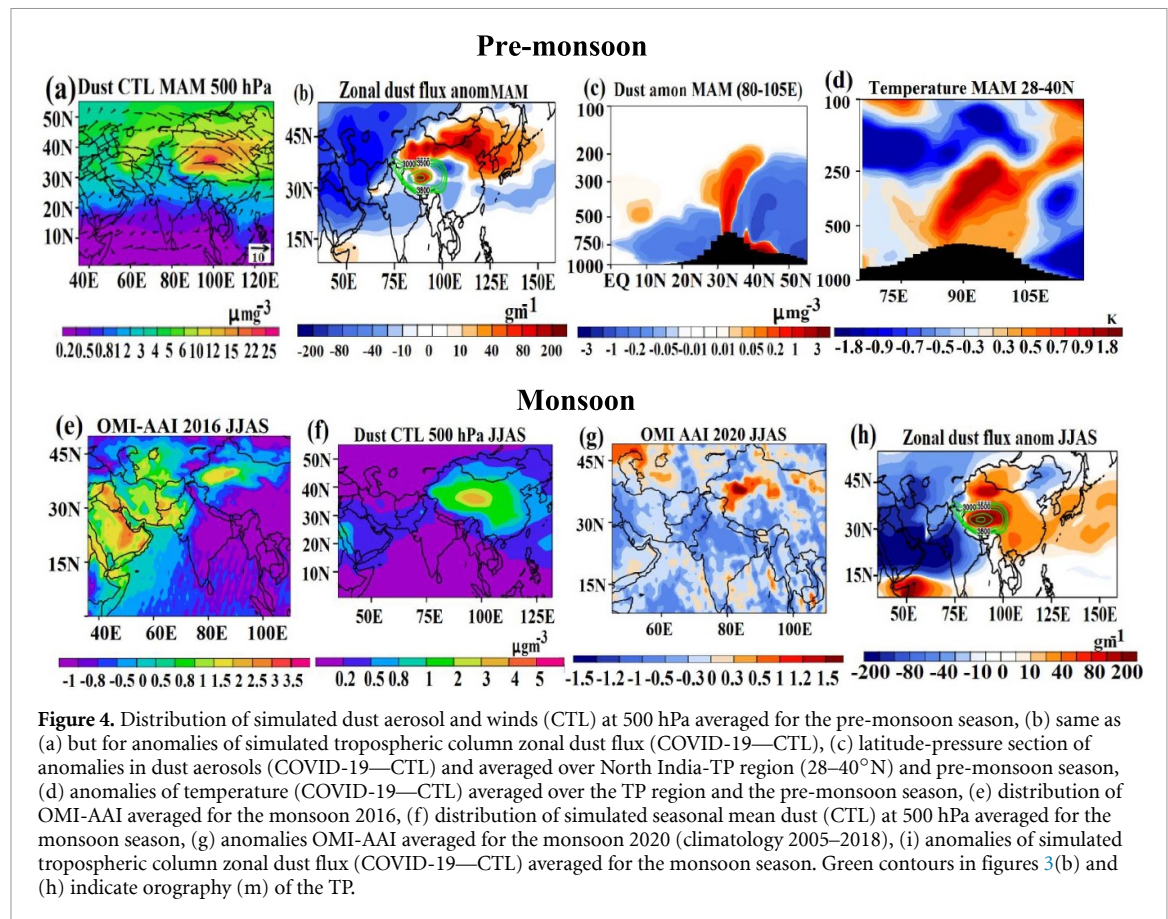 Pre-monsoon
(a) Dust CTL MAM 500 hPa
50N
40N
30N
20N
10N
10
40E 60E 80E 100E 120E
μmg⁻³
0.20.50.81 2 3 4 5 6 10 12 15 22 25
(b) Zonal dust flux anomMAM
45N
30N
15N
3000 3500
3800
50E 75E 100E 125E 150E
gm⁻¹
-200 -80 -40 -10 0 10 40 80 200
(c) Dust amon MAM (80-105E)
100
200
300
500
750
1000
EQ 10N 20N 30N 40N 50N
μmg⁻³
-3 -1 -0.2 -0.05 -0.01 0.01 0.05 0.2 1 3
(d) Temperature MAM 28-40N
100
250
500
1000
75E 90E 105E
K
-1.8 -0.9 -0.7 -0.5 -0.3 0.3 0.5 0.7 0.9 1.8
Monsoon
(e) OMI-AAI 2016 JJAS
45N
30N
15N
40E 60E 80E 100E
-1 -0.8 -0.5 0 0.5 0.8 1 1.5 2 2.5 3 3.5
(f) Dust CTL 500 hPa JJAS
50N
40N
30N
20N
10N
50E 75E 100E 125E
μgm⁻³
0.2 0.5 0.8 1 2 3 4 5
(g) OMI AAI 2020 JJAS
45N
30N
15N
60E 80E 100E
-1.5 -1.2 -1 -0.5 -0.3 0 0.3 0.5 1 1.2 1.5
(h) Zonal dust flux anom JJAS
45N
30N
15N
3000 3500
3800
50E 75E 100E 125E 150E
gm⁻¹
-200 -80 -40 -10 0 10 40 80 200
Figure 4. Distribution of simulated dust aerosol and winds (CTL) at 500 hPa averaged for the pre-monsoon season, (b) same as
(a) but for anomalies of simulated tropospheric column zonal dust flux (COVID-19—CTL), (c) latitude-pressure section of
anomalies in dust aerosols (COVID-19—CTL) and averaged over North India-TP region (28–40°N) and pre-monsoon season,
(d) anomalies of temperature (COVID-19—CTL) averaged over the TP region and the pre-monsoon season, (e) distribution of
OMI-AAI averaged for the monsoon 2016, (f) distribution of simulated seasonal mean dust (CTL) at 500 hPa averaged for the
monsoon season, (g) anomalies OMI-AAI averaged for the monsoon 2020 (climatology 2005–2018), (i) anomalies of simulated
tropospheric column zonal dust flux (COVID-19—CTL) averaged for the monsoon season. Green contours in figures 3(b) and
(h) indicate orography (m) of the TP.